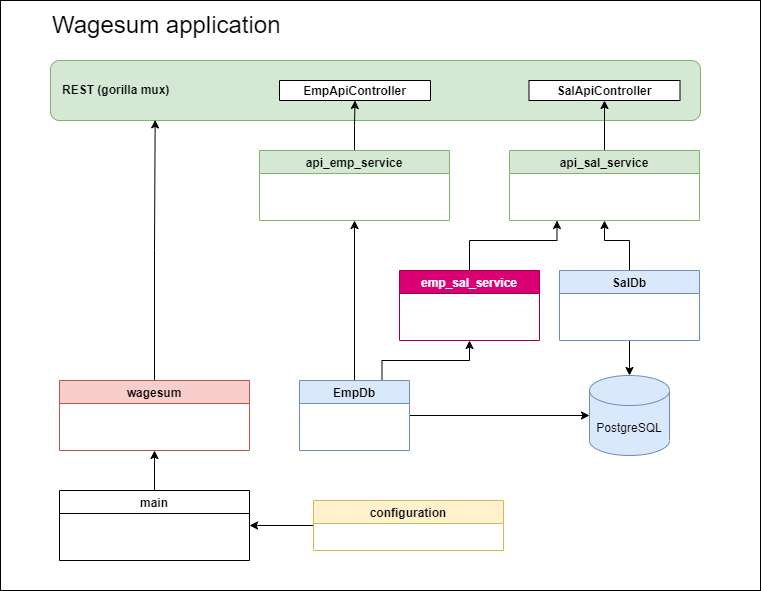 Wagesum application
REST (gorilla mux)
EmpApiController
SalApiController
api_emp_service
api_sal_service
emp_sal_service
SalDb
wagesum
EmpDb
PostgreSQL
main
configuration